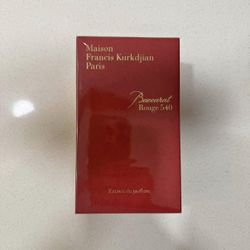 Maison
Francis Kurkdjian
Paris
Baccarat
Rouge 540
Extrait de parfum